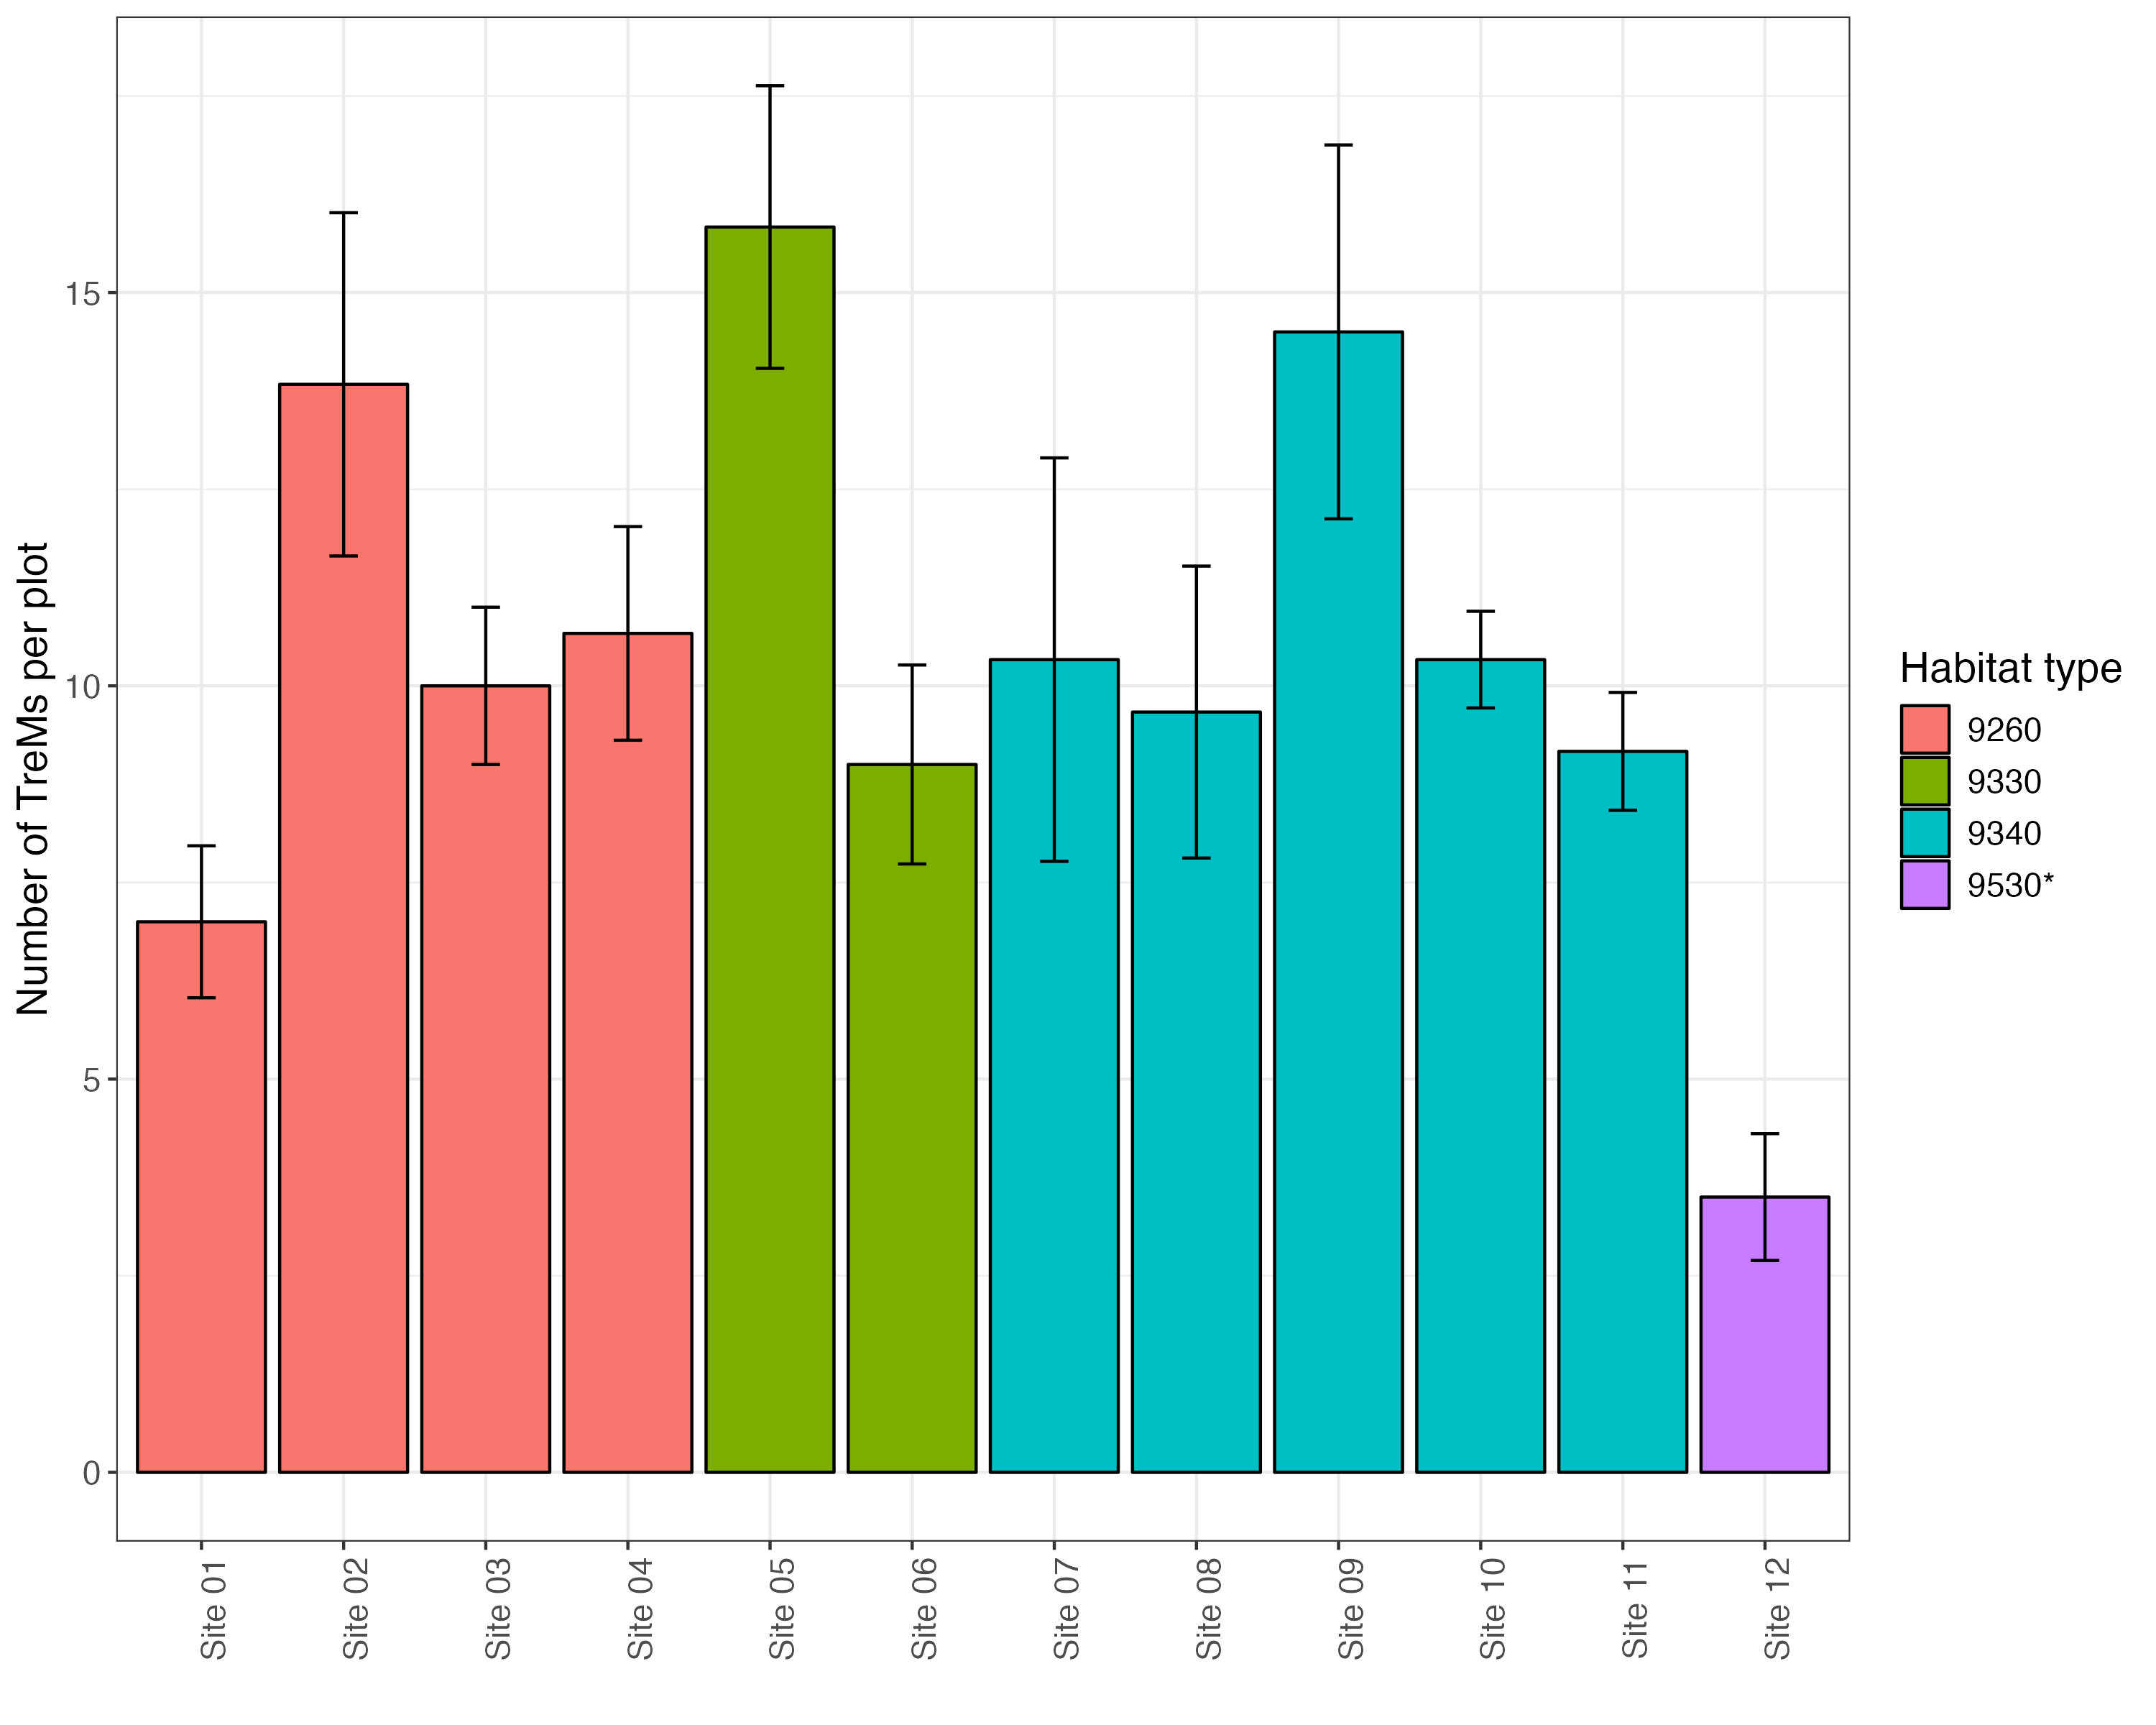 Number of TreMs per plot
15
10
5
0
Site 01
Site 02
Site 03
Site 04
Site 05
Site 06
Site 07
Site 08
Site 09
Site 10
Site 11
Site 12
Habitat type
9260
9330
9340
9530*